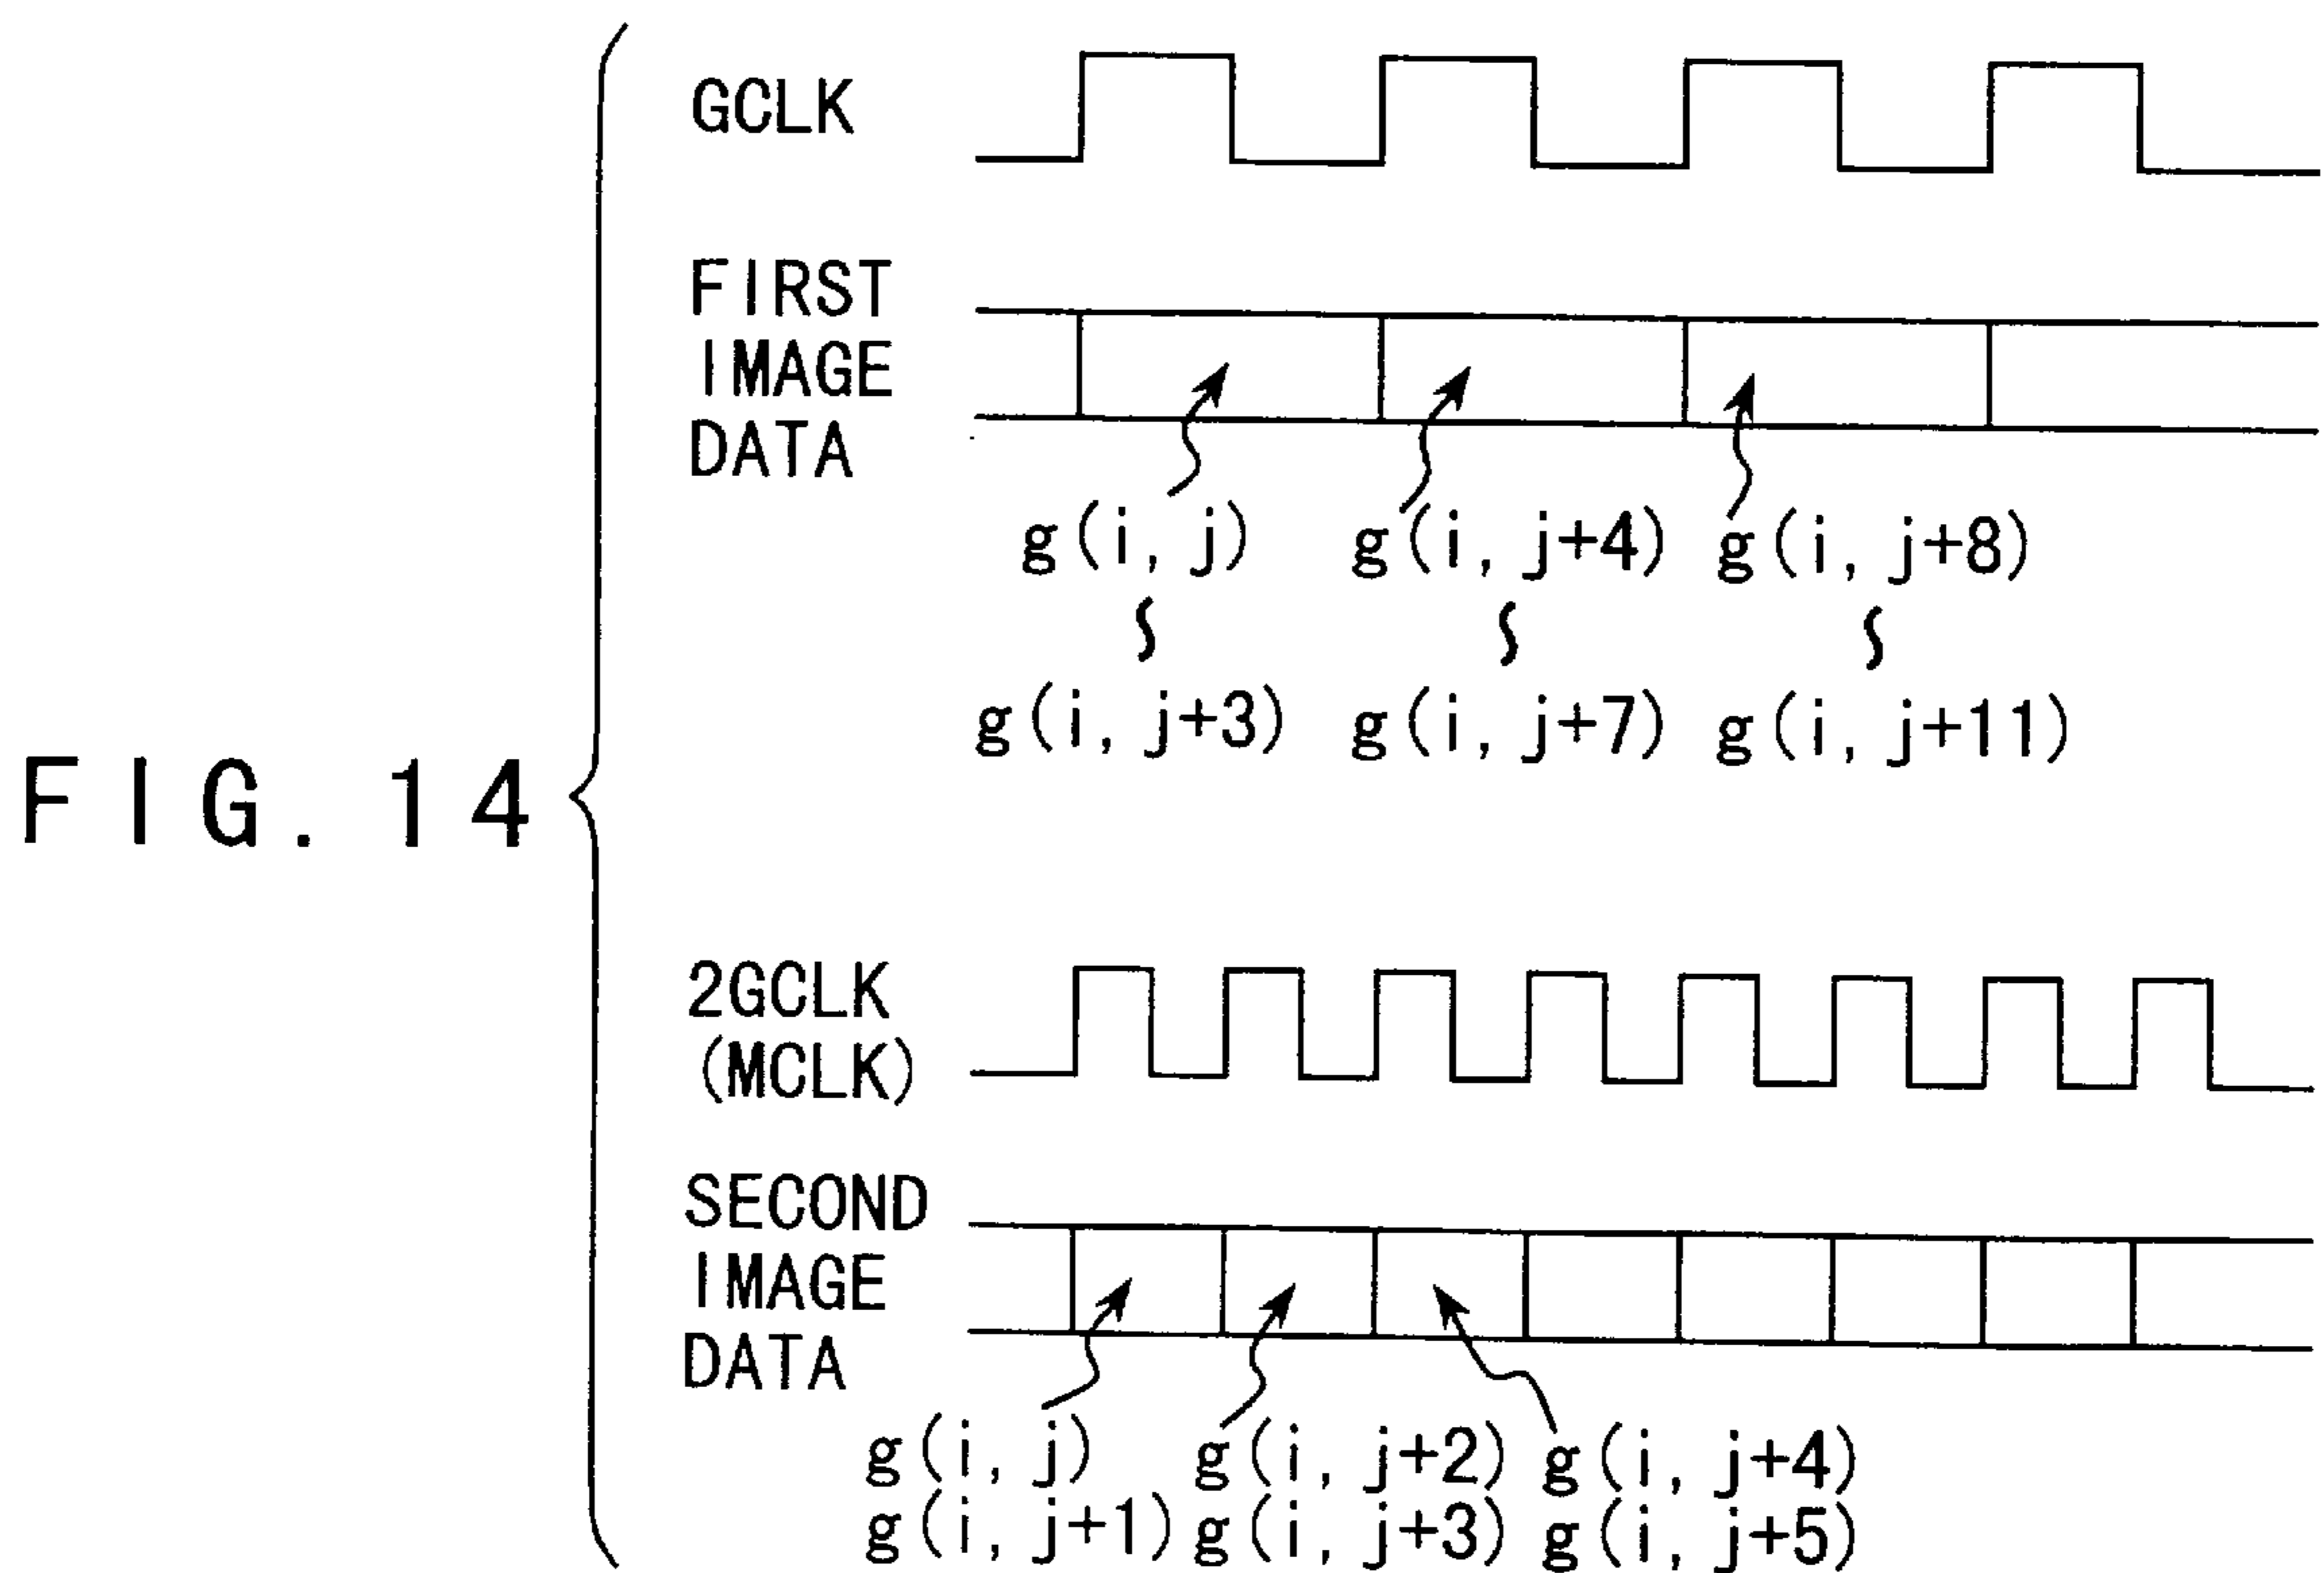 FIG. 14
GCLK
FIRST
IMAGE
DATA
g(i, j) g(i, j+4) g(i, j+8)
∫ ∫ ∫
g(i, j+3) g(i, j+7) g(i, j+11)
2GCLK
(MCLK)
SECOND
IMAGE
DATA
g(i, j) g(i, j+2) g(i, j+4)
g(i, j+1) g(i, j+3) g(i, j+5)